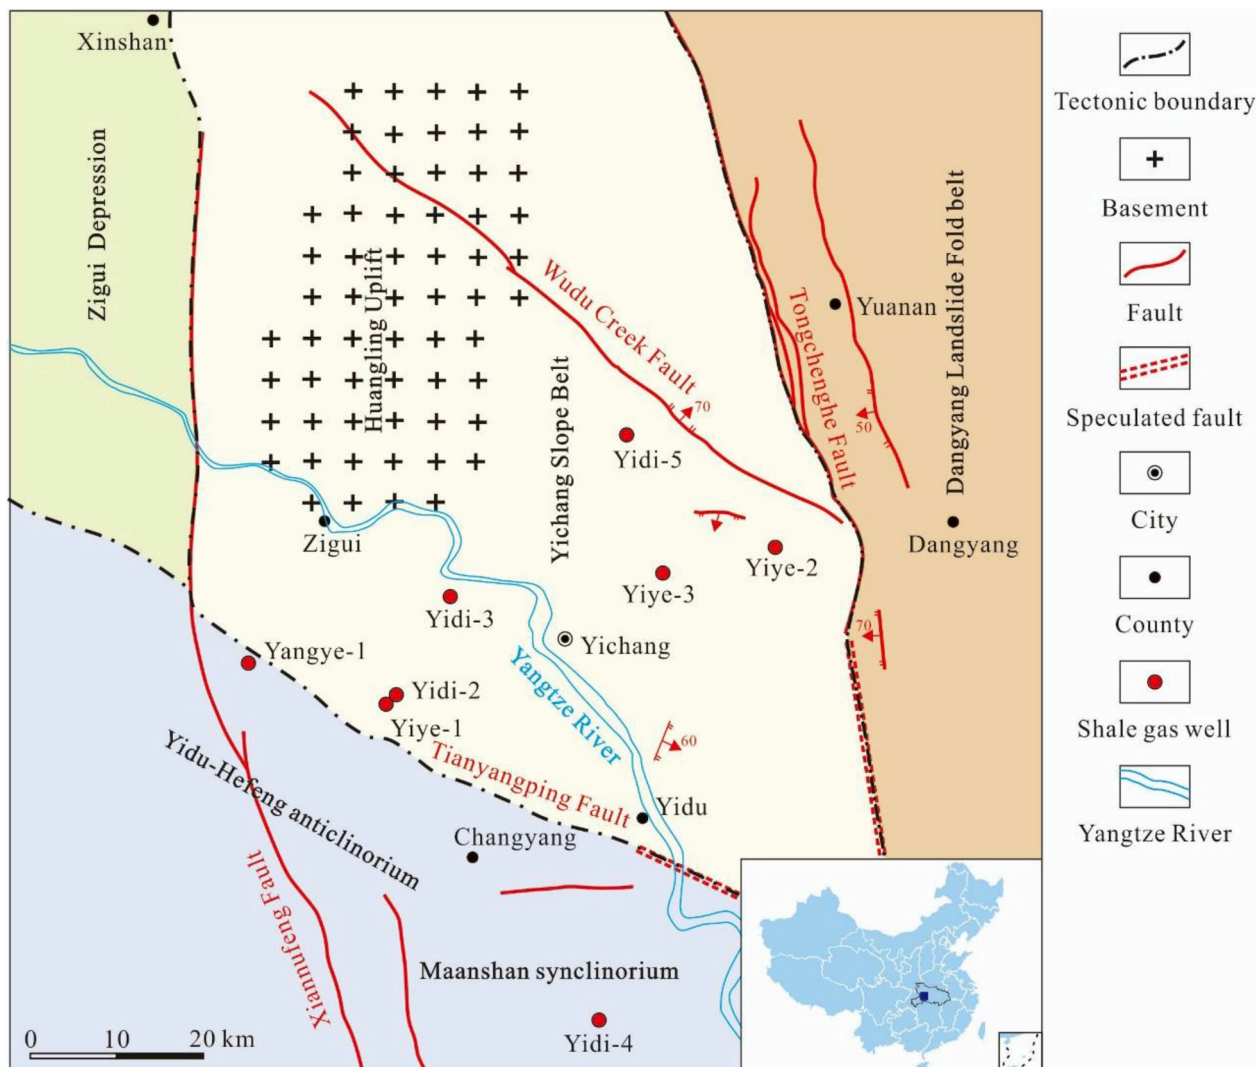 Xinshan
Zigui Depression
Huangling Uplift
Wudu Creek Fault
70
Tongchenghe Fault
Yuanan
50
Dangyang Landslide Fold belt
Yichang Slope Belt
Yidi-5
Zigui
Dangyang
Yiye-2
Yiye-3
Yidi-3
Yichang
70
Yangye-1
Yidi-2
Yiye-1
Yangtze River
60
Tianyangping Fault
Yidu
Yidu-Hefeng anticlinorium
Changyang
Xiannufeng Fault
Maanshan synclinorium
Yidi-4
0 10 20 km
Tectonic boundary
Basement
Fault
Speculated fault
City
County
Shale gas well
Yangtze River